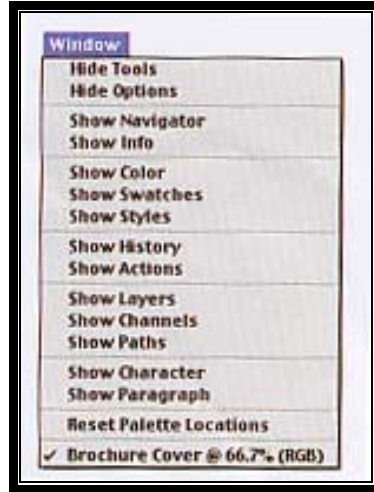 Window
Hide Tools
Hide Options
Show Navigator
Show Info
Show Color
Show Swatches
Show Styles
Show History
Show Actions
Show Layers
Show Channels
Show Paths
Show Character
Show Paragraph
Reset Palette Locations
✓ Brochure Cover @ 66.7% (RGB)